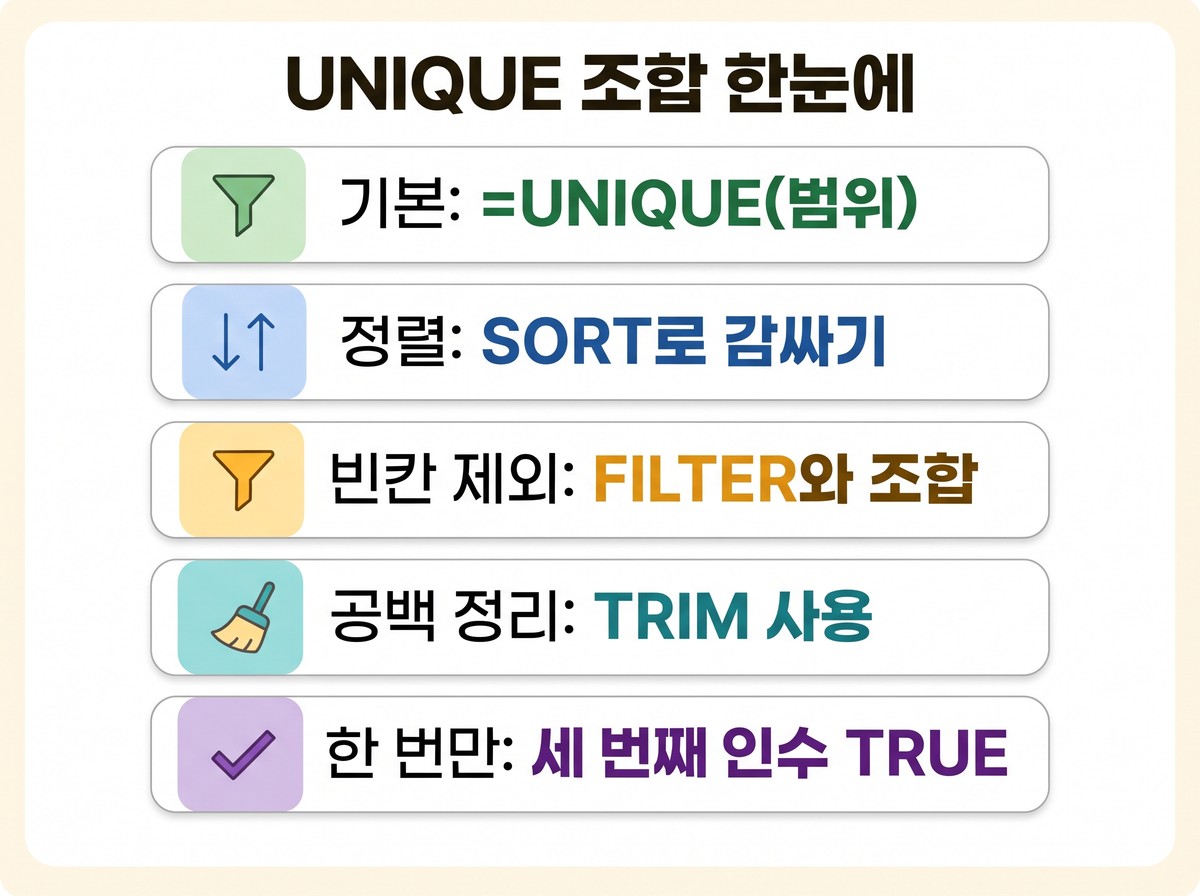 UNIQUE 조합 한눈에
기본: =UNIQUE(범위)
정렬: SORT로 감싸기
빈칸 제외: FILTER와 조합
공백 정리: TRIM 사용
한 번만: 세 번째 인수 TRUE